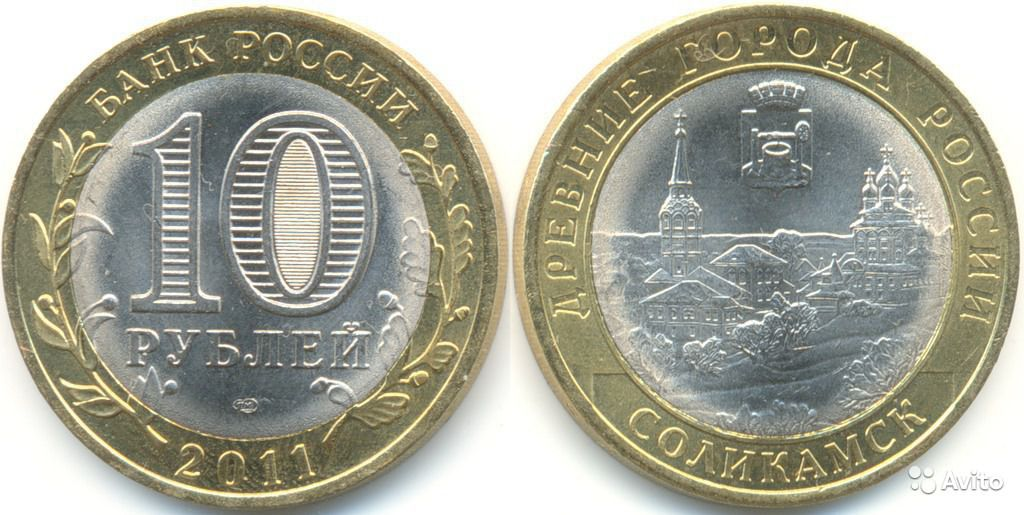 БАНК РОССИИ
10
РУБЛЕЙ
2011
ДРЕВНИЕ ГОРОДА РОССИИ
СОЛИКАМСК
Avito